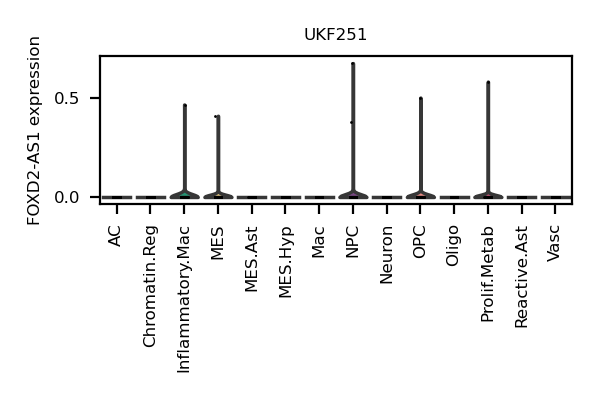 UKF251
FOXD2-AS1 expression
0.5
0.0
AC
Chromatin.Reg
Inflammatory.Mac
MES
MES.Ast
MES.Hyp
Mac
NPC
Neuron
OPC
Oligo
Prolif.Metab
Reactive.Ast
Vasc